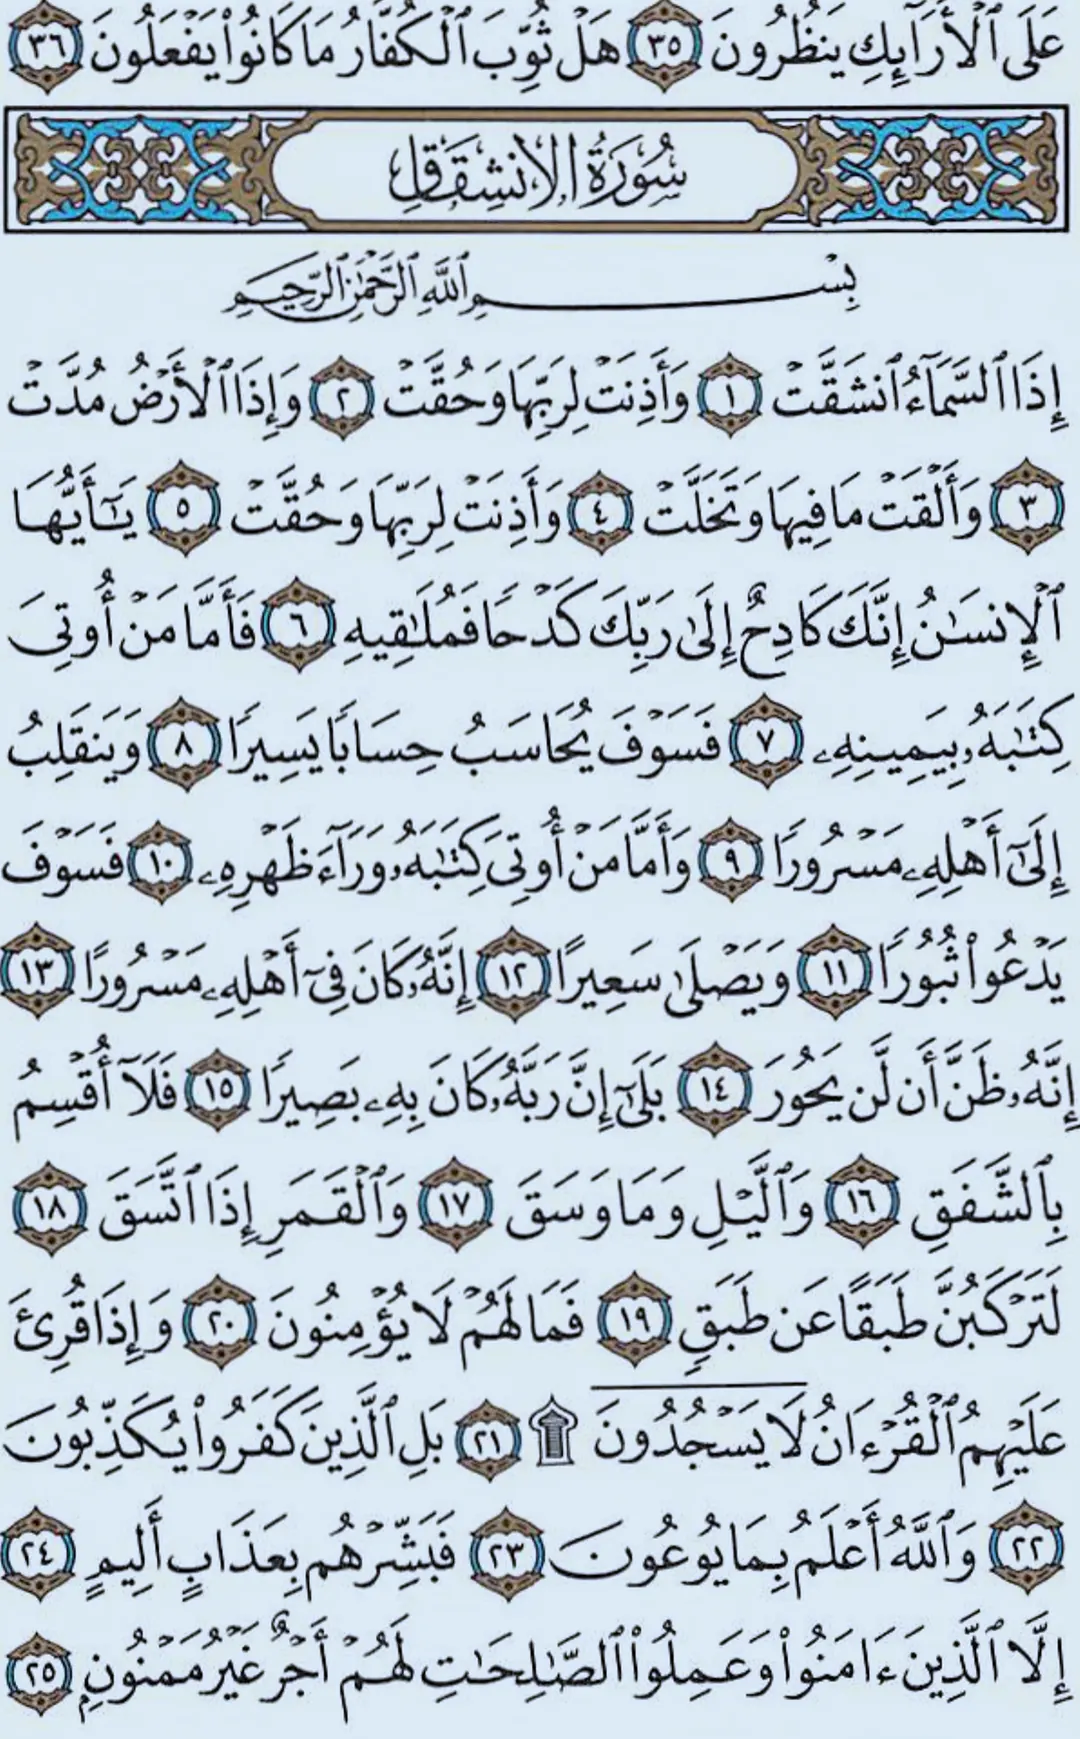 عَلَى ٱلْأَرَآئِكِ يَنظُرُونَ ٣٥ هَلْ ثُوِّبَ ٱلْكُفَّارُ مَا كَانُوا۟ يَفْعَلُونَ ٣٦
سُورَةُ الانشِقَاقِ
بِسْمِ ٱللَّهِ ٱلرَّحْمَٰنِ ٱلرَّحِيمِ
إِذَا ٱلسَّمَآءُ ٱنشَقَّتْ ١ وَأَذِنَتْ لِرَبِّهَا وَحُقَّتْ ٢ وَإِذَا ٱلْأَرْضُ مُدَّتْ
٣ وَأَلْقَتْ مَا فِيهَا وَتَخَلَّتْ ٤ وَأَذِنَتْ لِرَبِّهَا وَحُقَّتْ ٥ يَٰٓأَيُّهَا
ٱلْإِنسَٰنُ إِنَّكَ كَادِحٌ إِلَىٰ رَبِّكَ كَدْحًا فَمُلَٰقِيهِ ٦ فَأَمَّا مَنْ أُوتِىَ
كِتَٰبَهُۥ بِيَمِينِهِۦ ٧ فَسَوْفَ يُحَاسَبُ حِسَابًا يَسِيرًا ٨ وَيَنقَلِبُ
إِلَىٰٓ أَهْلِهِۦ مَسْرُورًا ٩ وَأَمَّا مَنْ أُوتِىَ كِتَٰبَهُۥ وَرَآءَ ظَهْرِهِۦ ١٠ فَسَوْفَ
يَدْعُوا۟ ثُبُورًا ١١ وَيَصْلَىٰ سَعِيرًا ١٢ إِنَّهُۥ كَانَ فِىٓ أَهْلِهِۦ مَسْرُورًا ١٣
إِنَّهُۥ ظَنَّ أَن لَّن يَحُورَ ١٤ بَلَىٰٓ إِنَّ رَبَّهُۥ كَانَ بِهِۦ بَصِيرًا ١٥ فَلَآ أُقْسِمُ
بِٱلشَّفَقِ ١٦ وَٱلَّيْلِ وَمَا وَسَقَ ١٧ وَٱلْقَمَرِ إِذَا ٱتَّسَقَ ١٨
لَتَرْكَبُنَّ طَبَقًا عَن طَبَقٍ ١٩ فَمَا لَهُمْ لَا يُؤْمِنُونَ ٢٠ وَإِذَا قُرِئَ
عَلَيْهِمُ ٱلْقُرْءَانُ لَا يَسْجُدُونَ ۩ ٢١ بَلِ ٱلَّذِينَ كَفَرُوا۟ يُكَذِّبُونَ
٢٢ وَٱللَّهُ أَعْلَمُ بِمَا يُوعُونَ ٢٣ فَبَشِّرْهُم بِعَذَابٍ أَلِيمٍ ٢٤
إِلَّا ٱلَّذِينَ ءَامَنُوا۟ وَعَمِلُوا۟ ٱلصَّٰلِحَٰتِ لَهُمْ أَجْرٌ غَيْرُ مَمْنُونٍۭ ٢٥